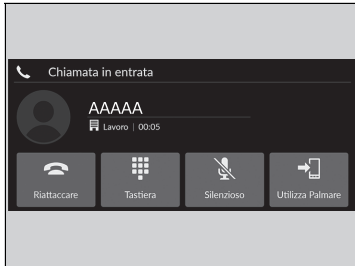 Chiamata in entrata
AAAAA
Lavoro | 00:05
Riattaccare
Tastiera
Silenzioso
Utilizza Palmare